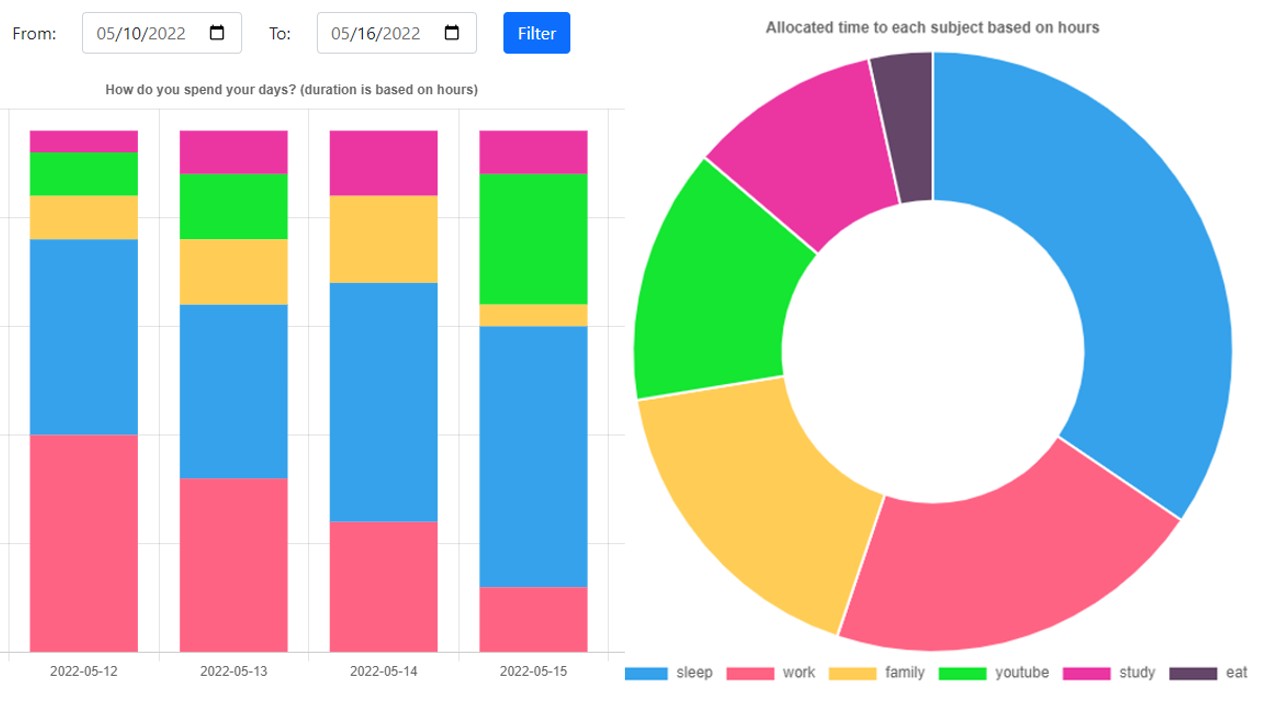 From: 05/10/2022 To: 05/16/2022 Filter
How do you spend your days? (duration is based on hours)
2022-05-12 2022-05-13 2022-05-14 2022-05-15
Allocated time to each subject based on hours
sleep work family youtube study eat